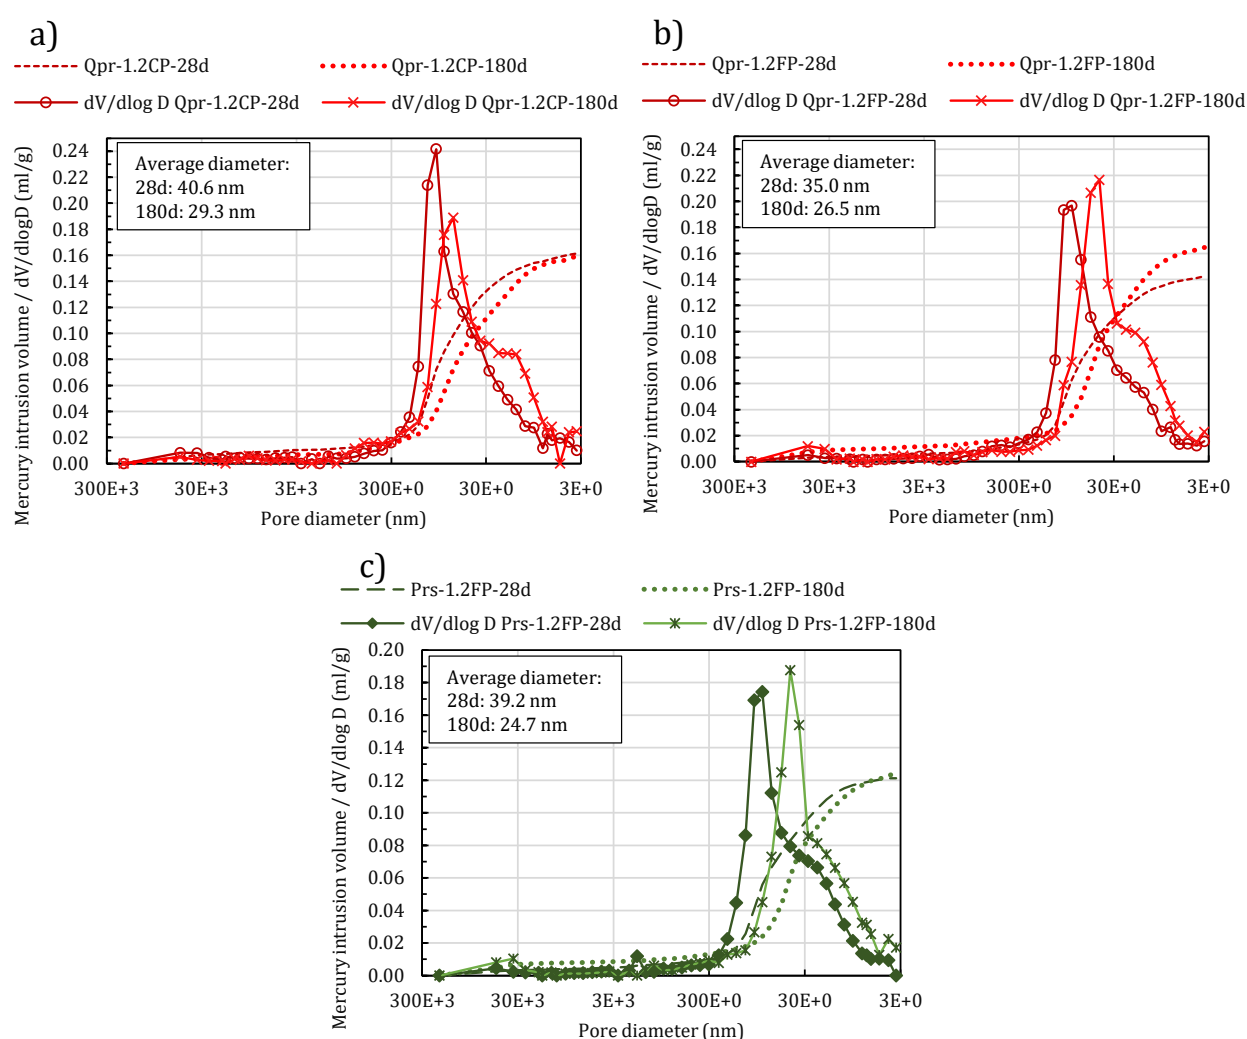 a)
Qpr-1.2CP-28d
Qpr-1.2CP-180d
dV/dlog D Qpr-1.2CP-28d
dV/dlog D Qpr-1.2CP-180d
Mercury intrusion volume / dV/dlogD (ml/g)
0.24
0.22
0.20
0.18
0.16
0.14
0.12
0.10
0.08
0.06
0.04
0.02
0.00
Average diameter:
28d: 40.6 nm
180d: 29.3 nm
300E+3
30E+3
3E+3
300E+0
30E+0
3E+0
Pore diameter (nm)
b)
Qpr-1.2FP-28d
Qpr-1.2FP-180d
dV/dlog D Qpr-1.2FP-28d
dV/dlog D Qpr-1.2FP-180d
Mercury intrusion volume / dV/dlogD (ml/g)
0.24
0.22
0.20
0.18
0.16
0.14
0.12
0.10
0.08
0.06
0.04
0.02
0.00
Average diameter:
28d: 35.0 nm
180d: 26.5 nm
300E+3
30E+3
3E+3
300E+0
30E+0
3E+0
Pore diameter (nm)
c)
Prs-1.2FP-28d
Prs-1.2FP-180d
dV/dlog D Prs-1.2FP-28d
dV/dlog D Prs-1.2FP-180d
Mercury intrusion volume / dV/dlog D (ml/g)
0.20
0.18
0.16
0.14
0.12
0.10
0.08
0.06
0.04
0.02
0.00
Average diameter:
28d: 39.2 nm
180d: 24.7 nm
300E+3
30E+3
3E+3
300E+0
30E+0
3E+0
Pore diameter (nm)